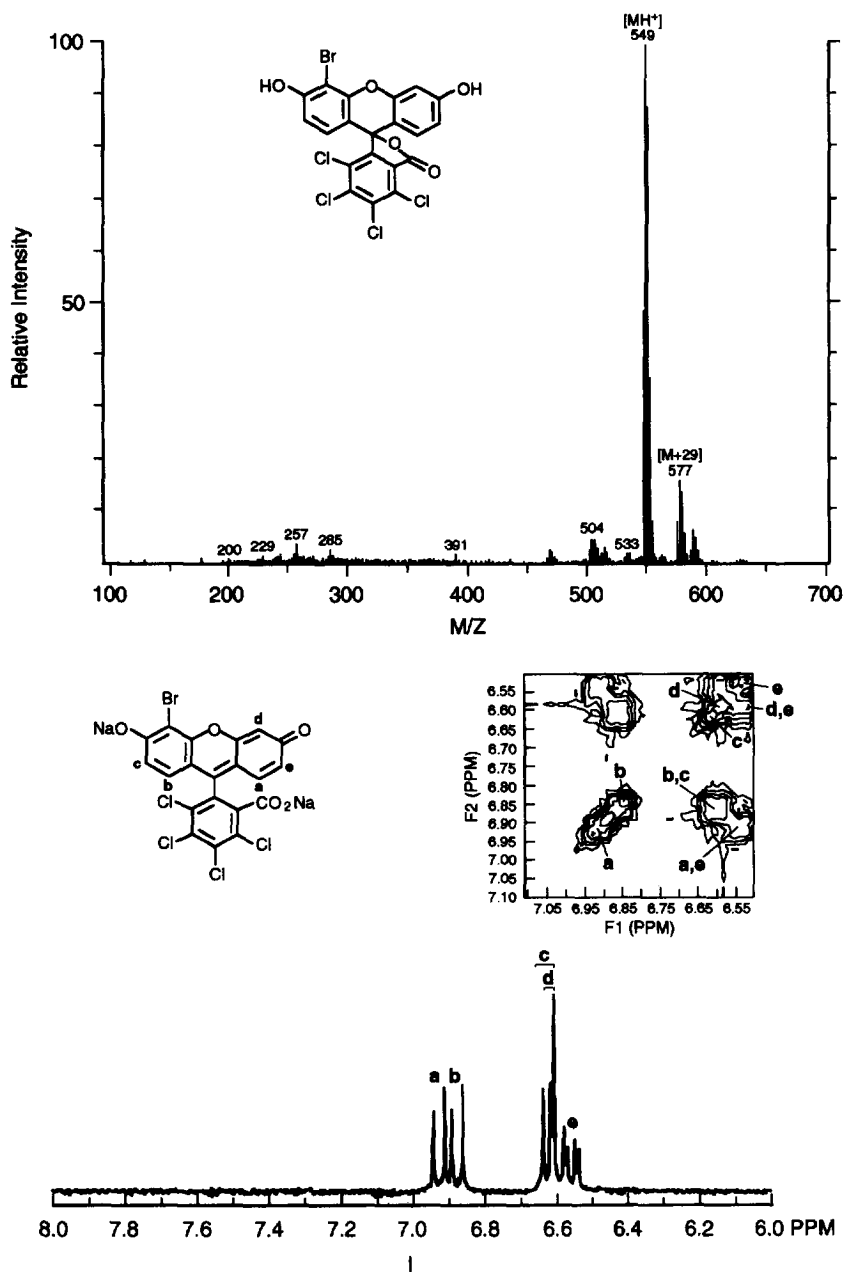 100
50
Relative Intensity
[MH+]
549
[M+29]
577
200
229
257
285
391
504
533
100
200
300
400
500
600
700
M/Z
Br
HO
O
OH
O
O
Cl
Cl
Cl
Cl
Br
NaO
O
d
O
c
b
a
e
Cl
CO2Na
Cl
Cl
Cl
6.55
6.60
6.65
6.70
6.75
6.80
6.85
6.90
6.95
7.00
7.05
7.10
F2 (PPM)
d
e
d,e
c
b
b,c
a
a,e
7.05 6.95 6.85 6.75 6.65 6.55
F1 (PPM)
c
d
a b
e
8.0 7.8 7.6 7.4 7.2 7.0 6.8 6.6 6.4 6.2 6.0 PPM